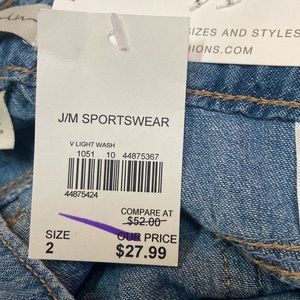 SIZES AND STYLES
IONS.COM
J/M SPORTSWEAR
V LIGHT WASH
1051 10 44875367
44875424
COMPARE AT
$52.00
SIZE OUR PRICE
2 $27.99